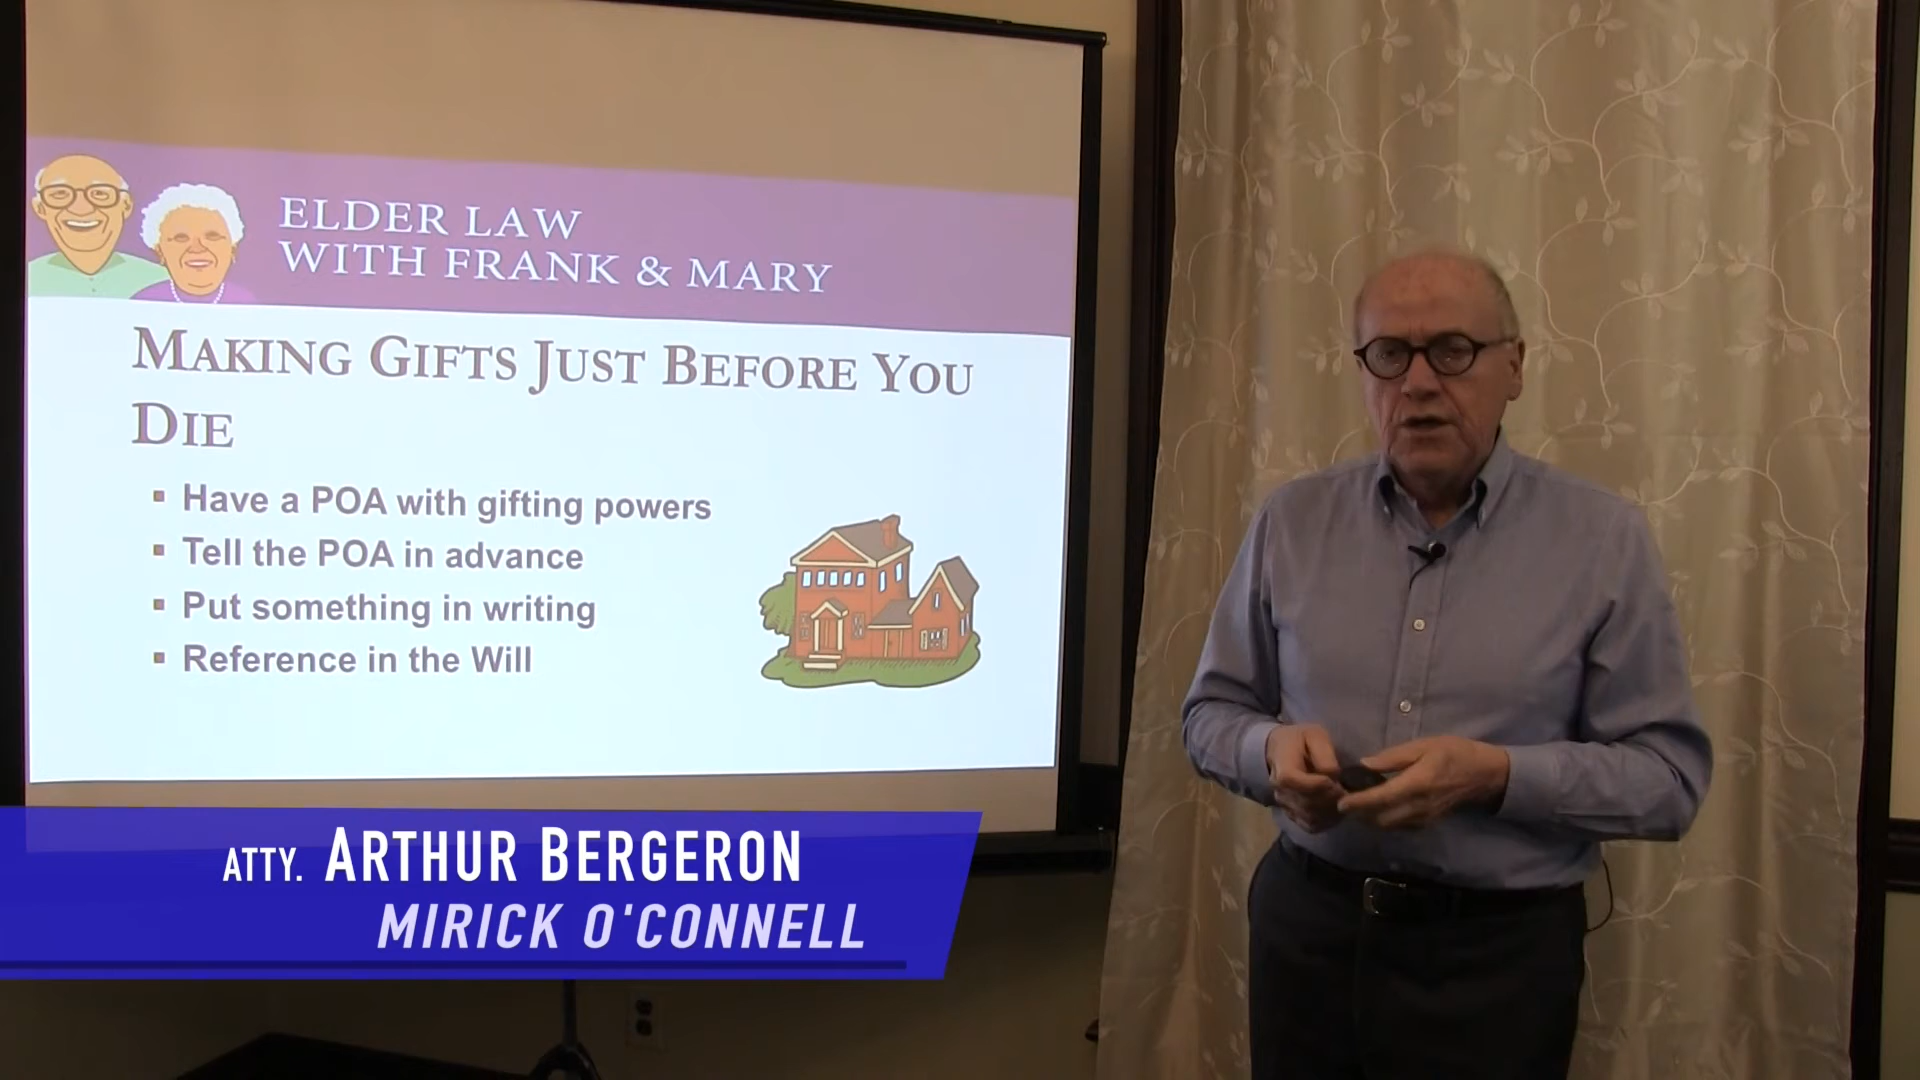 ELDER LAW
WITH FRANK & MARY
MAKING GIFTS JUST BEFORE YOU
DIE
▪ Have a POA with gifting powers
▪ Tell the POA in advance
▪ Put something in writing
▪ Reference in the Will
ATTY. ARTHUR BERGERON
MIRICK O'CONNELL